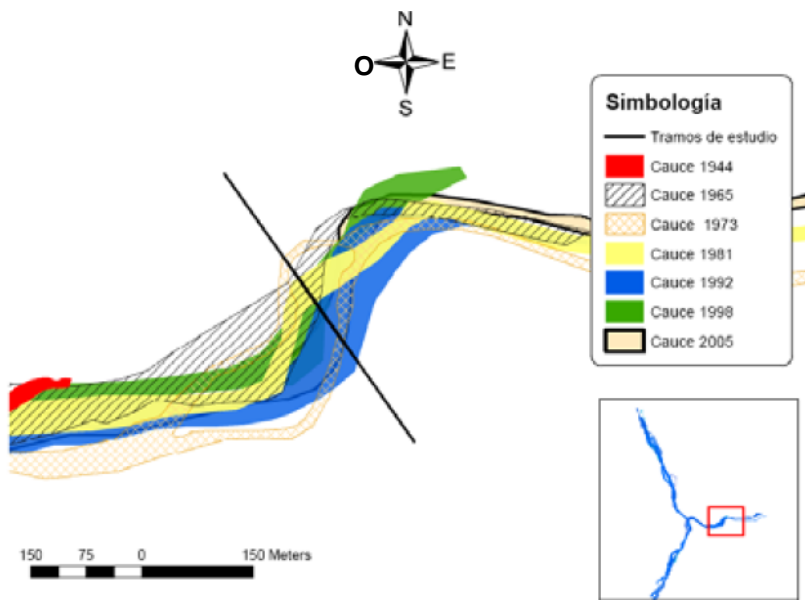 N
O E
S
Simbología
Tramos de estudio
Cauce 1944
Cauce 1965
Cauce 1973
Cauce 1981
Cauce 1992
Cauce 1998
Cauce 2005
150 75 0 150 Meters